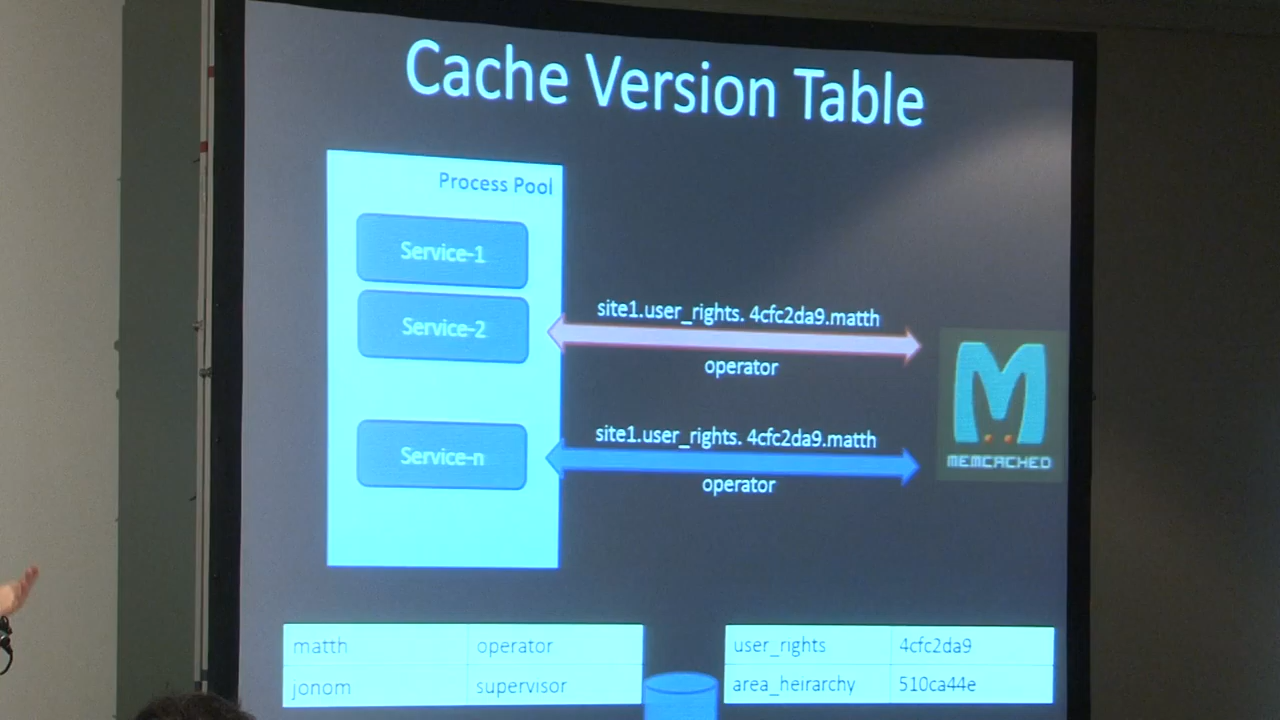 Cache Version Table
Process Pool
Service-1
Service-2
Service-n
site1.user_rights. 4cfc2da9.matth
operator
site1.user_rights. 4cfc2da9.matth
operator
MEMCACHED
matth operator
jonom supervisor
user_rights 4cfc2da9
area_heirarchy 510ca44e